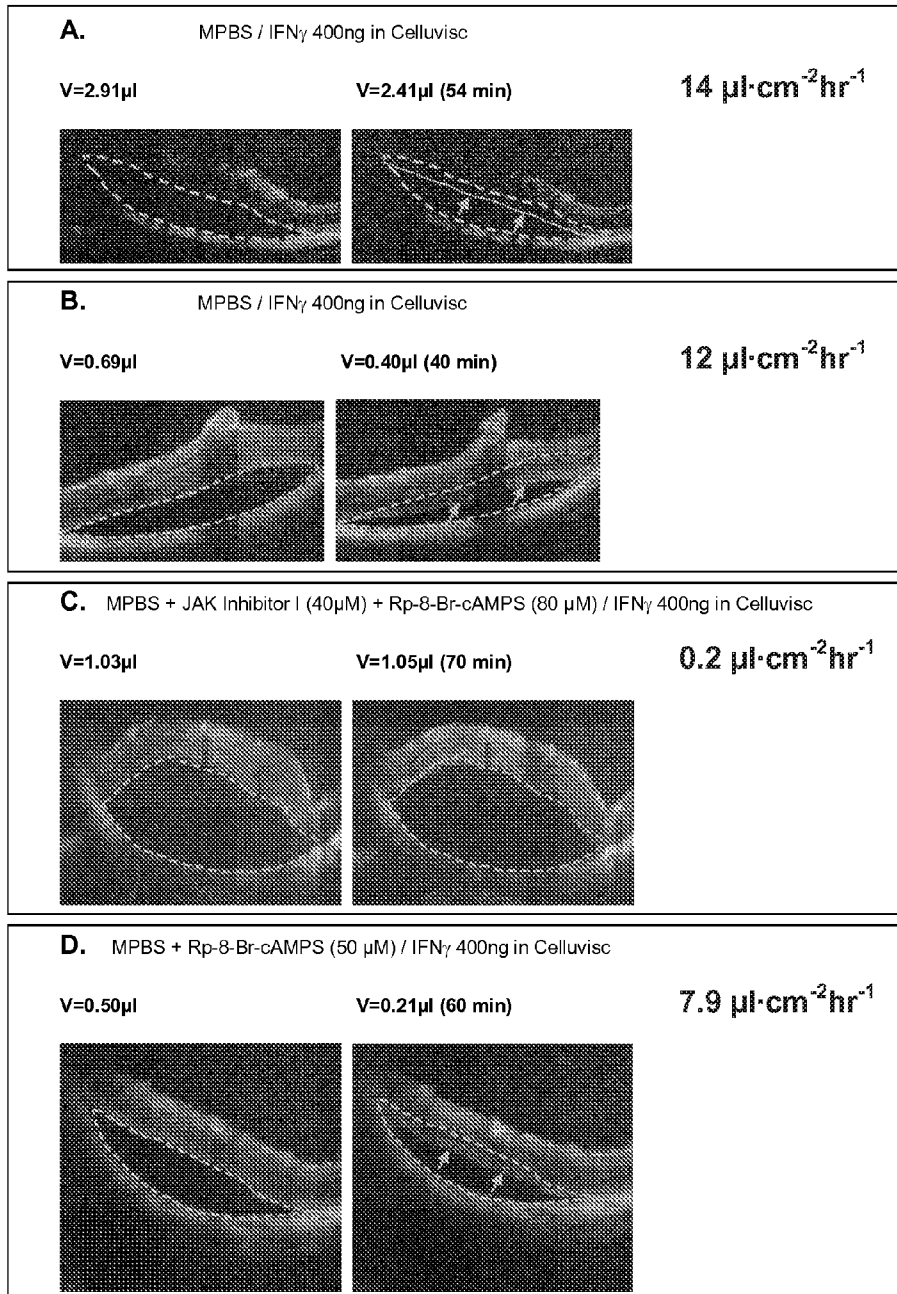 A. MPBS / IFNγ 400ng in Celluvisc
V=2.91µl V=2.41µl (54 min) 14 µl·cm⁻²hr⁻¹
B. MPBS / IFNγ 400ng in Celluvisc
V=0.69µl V=0.40µl (40 min) 12 µl·cm⁻²hr⁻¹
C. MPBS + JAK Inhibitor I (40µM) + Rp-8-Br-cAMPS (80 µM) / IFNγ 400ng in Celluvisc
V=1.03µl V=1.05µl (70 min) 0.2 µl·cm⁻²hr⁻¹
D. MPBS + Rp-8-Br-cAMPS (50 µM) / IFNγ 400ng in Celluvisc
V=0.50µl V=0.21µl (60 min) 7.9 µl·cm⁻²hr⁻¹